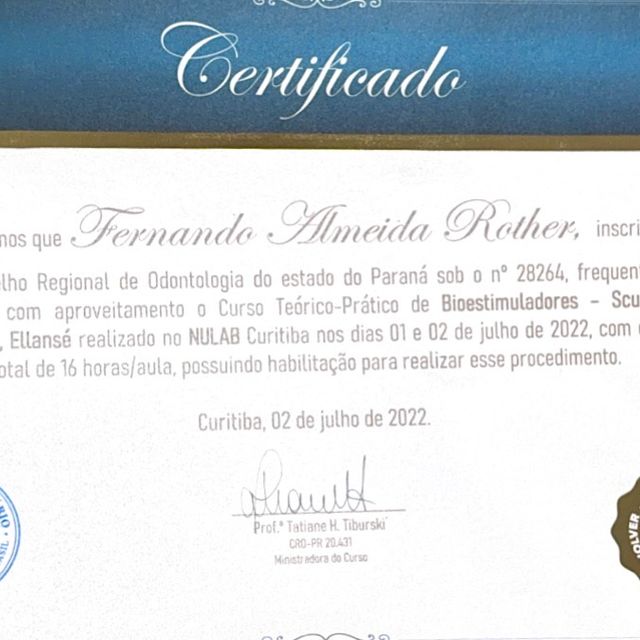 Certificado
mos que Fernando Almeida Rother, inscri
elho Regional de Odontologia do estado do Paraná sob o nº 28264, frequen
com aproveitamento o Curso Teórico-Prático de Bioestimuladores – Scu
, Ellansé realizado no NULAB Curitiba nos dias 01 e 02 de julho de 2022, com
otal de 16 horas/aula, possuindo habilitação para realizar esse procedimento.
Curitiba, 02 de julho de 2022.
Prof.ª Tatiane H. Tiburski
CRO-PR 20.431
Ministradora do Curso
OLVER